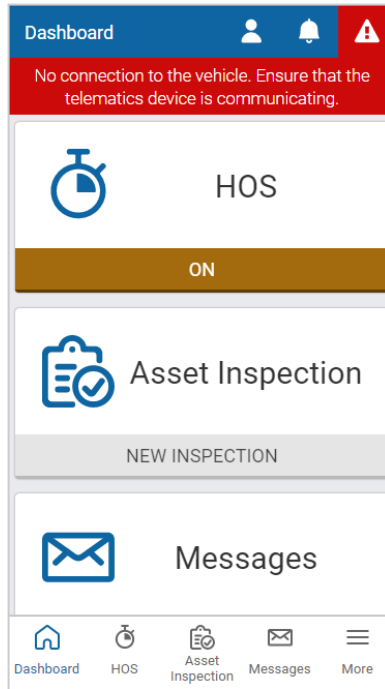 Dashboard
No connection to the vehicle. Ensure that the
telematics device is communicating.
HOS
ON
Asset Inspection
NEW INSPECTION
Messages
Dashboard
HOS
Asset
Inspection
Messages
More